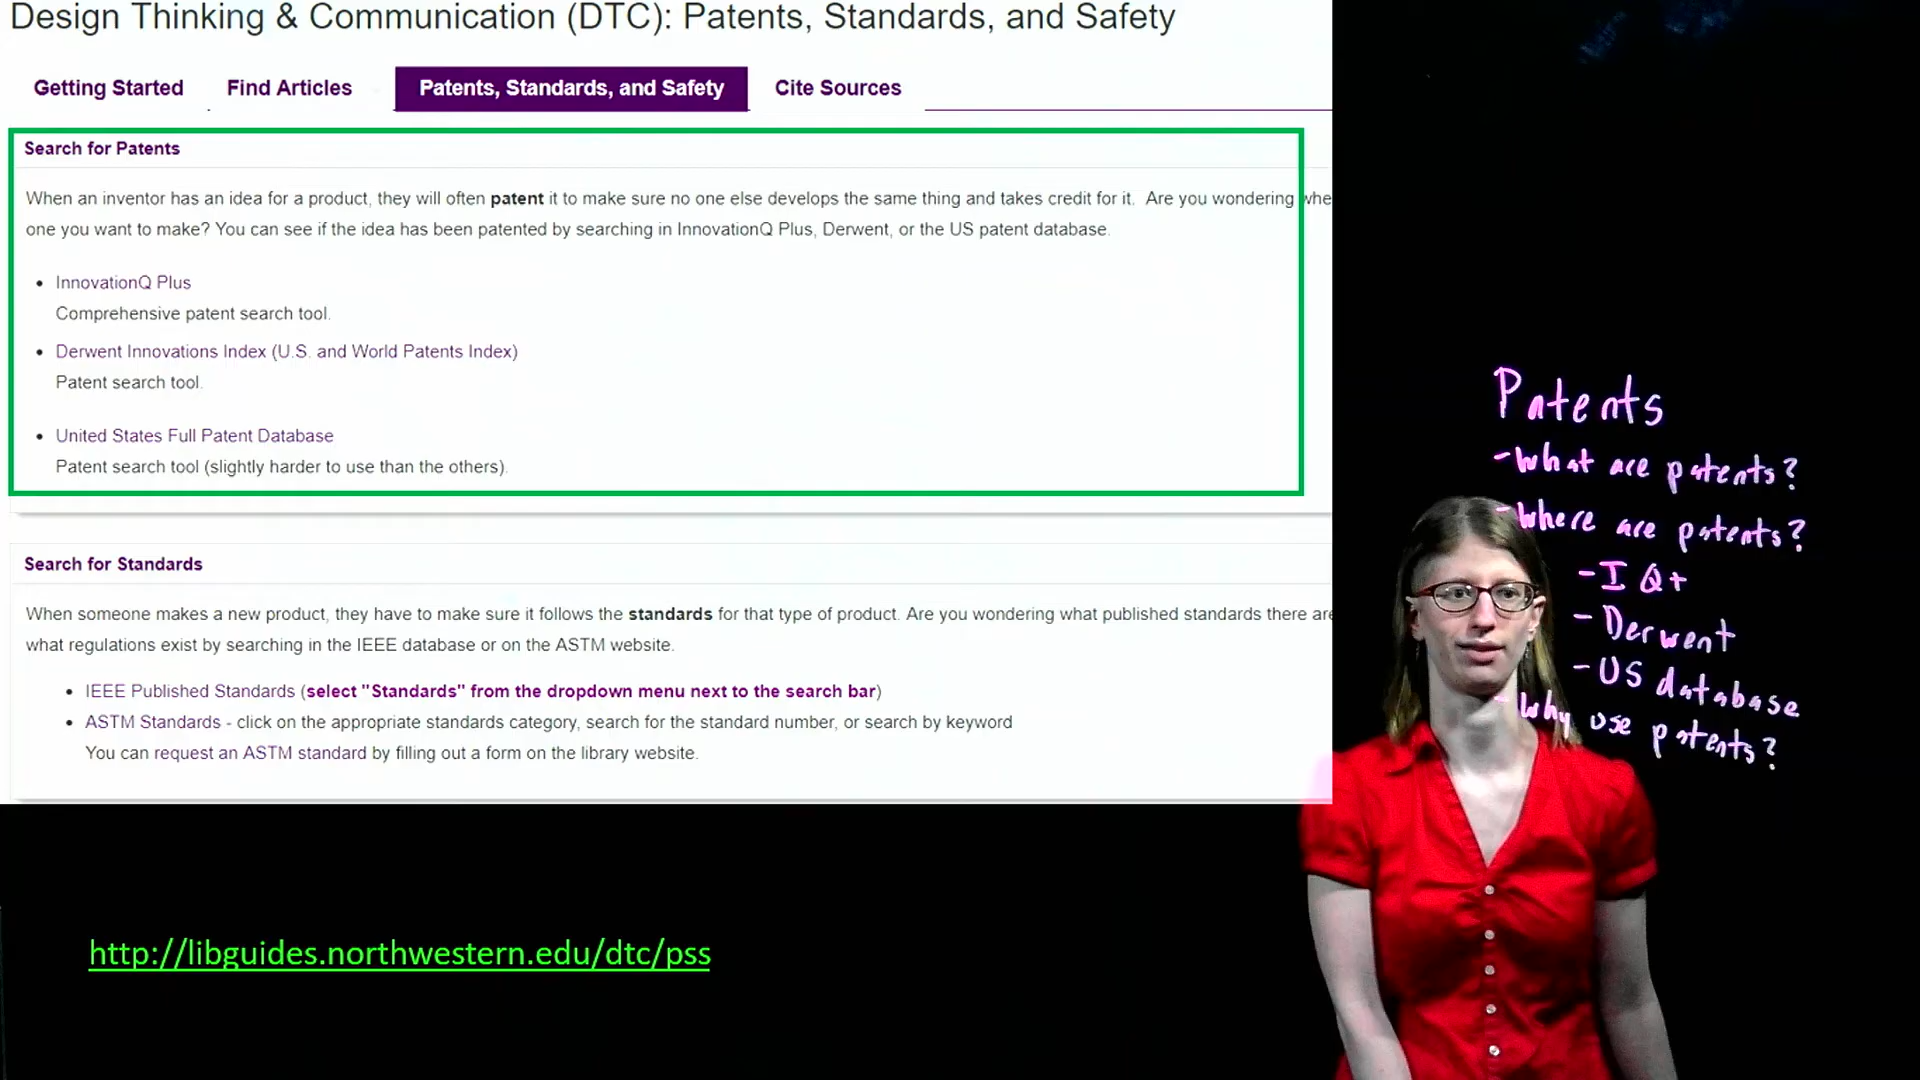 Design Thinking & Communication (DTC): Patents, Standards, and Safety
Getting Started Find Articles Patents, Standards, and Safety Cite Sources
Search for Patents
When an inventor has an idea for a product, they will often patent it to make sure no one else develops the same thing and takes credit for it. Are you wondering
one you want to make? You can see if the idea has been patented by searching in InnovationQ Plus, Derwent, or the US patent database.
InnovationQ Plus
Comprehensive patent search tool.
Derwent Innovations Index (U.S. and World Patents Index)
Patent search tool.
United States Full Patent Database
Patent search tool (slightly harder to use than the others).
Search for Standards
When someone makes a new product, they have to make sure it follows the standards for that type of product. Are you wondering what published standards there are
what regulations exist by searching in the IEEE database or on the ASTM website.
IEEE Published Standards (select "Standards" from the dropdown menu next to the search bar)
ASTM Standards - click on the appropriate standards category, search for the standard number, or search by keyword
You can request an ASTM standard by filling out a form on the library website.
http://libguides.northwestern.edu/dtc/pss
Patents
- What are patents?
- Where are patents?
- IQ+
- Derwent
- US database
- Why use patents?